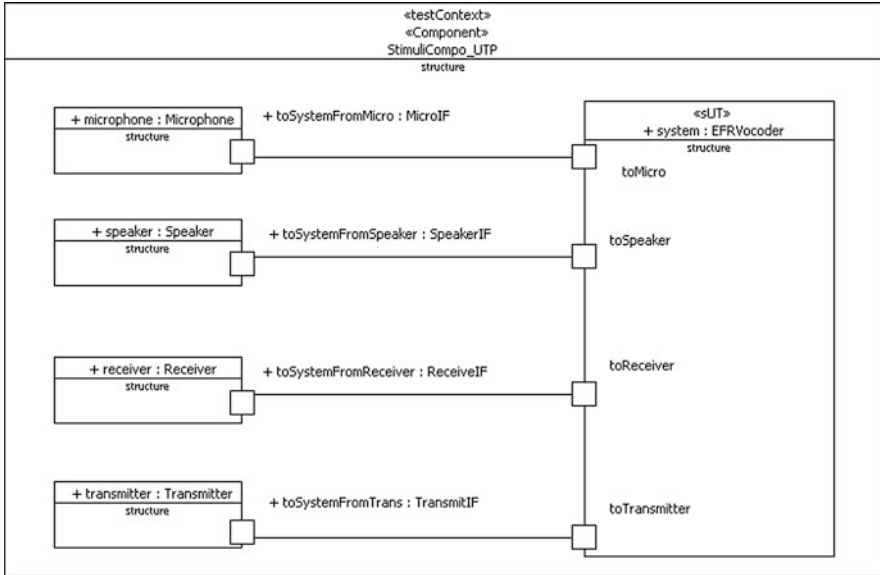 «testContext»
«Component»
StimuliCompo_UTP
structure
+ microphone : Microphone
structure
+ toSystemFromMicro : MicroIF
«sUT»
+ system : EFRVocoder
structure
toMicro
+ speaker : Speaker
structure
+ toSystemFromSpeaker : SpeakerIF
toSpeaker
+ receiver : Receiver
structure
+ toSystemFromReceiver : ReceiveIF
toReceiver
+ transmitter : Transmitter
structure
+ toSystemFromTrans : TransmitIF
toTransmitter